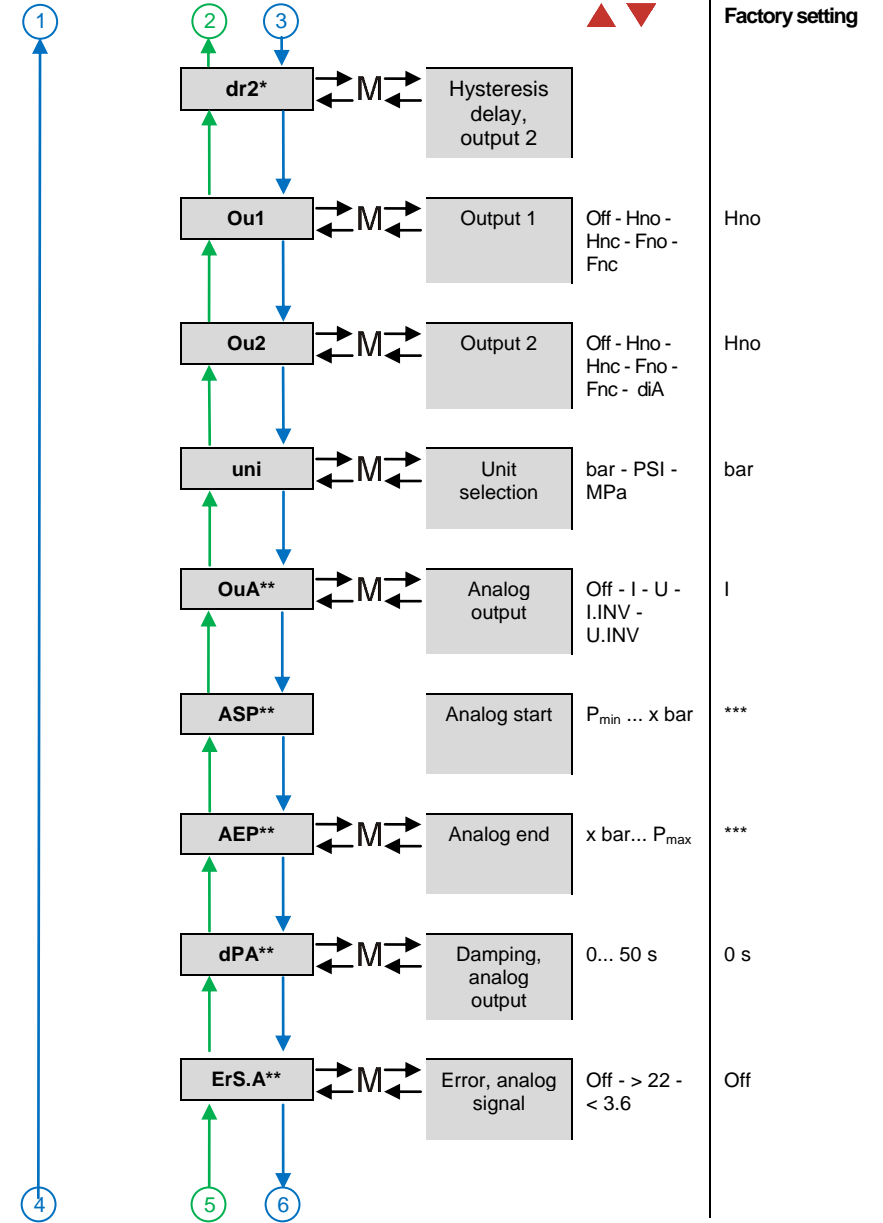 1 2 3 Factory setting
dr2* M Hysteresis
delay,
output 2
Ou1 M Output 1 Off - Hno - Hno
Hnc - Fno -
Fnc
Ou2 M Output 2 Off - Hno - Hno
Hnc - Fno -
Fnc - diA
uni M Unit bar - PSI - bar
selection MPa
OuA** M Analog Off - I - U - I
output I.INV -
U.INV
ASP** Analog start Pmin ... x bar ***
AEP** M Analog end x bar... Pmax ***
dPA** M Damping, 0... 50 s 0 s
analog
output
ErS.A** M Error, analog Off - > 22 - Off
signal < 3.6
4 5 6